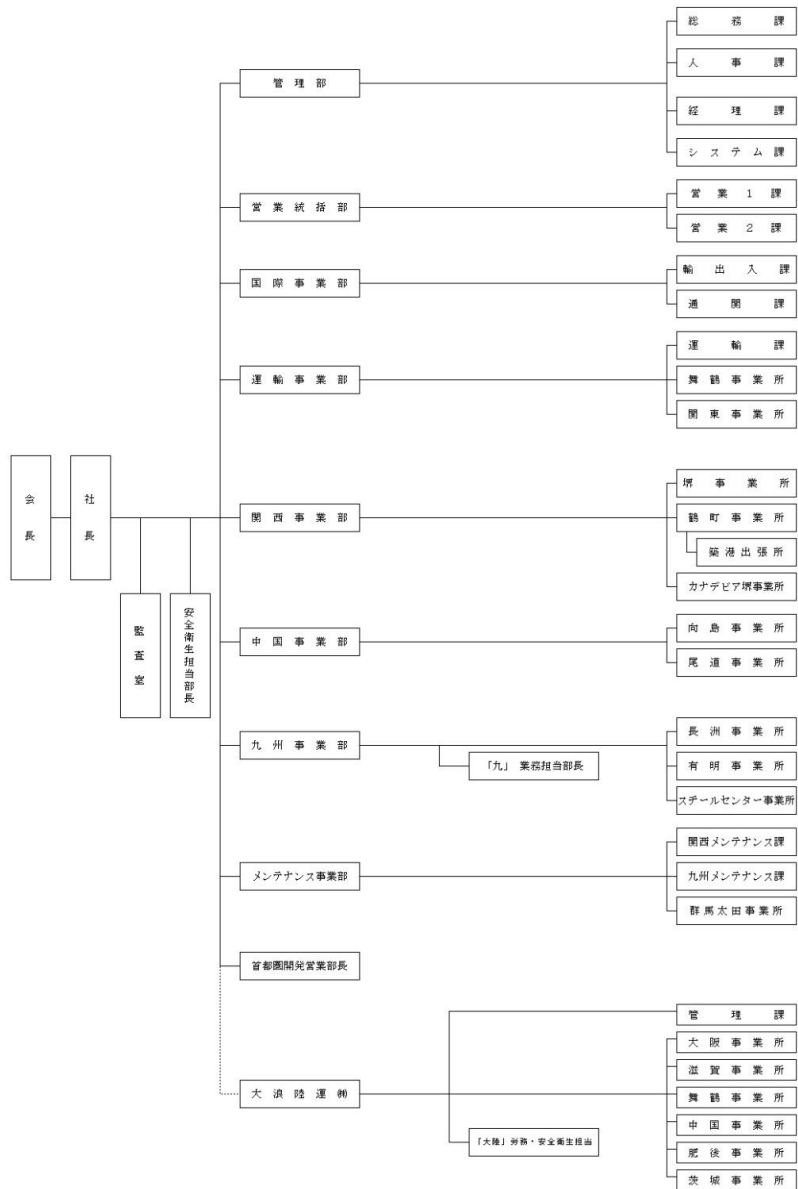 会長
社長
監査室
安全衛生担当部長
管理部
総務課
人事課
経理課
システム課
営業統括部
営業1課
営業2課
国際事業部
輸出入課
通関課
運輸事業部
運輸課
舞鶴事業所
関東事業所
関西事業部
堺事業所
鶴町事業所
築港出張所
カナデビア堺事業所
中国事業部
向島事業所
尾道事業所
九州事業部
「九」 業務担当部長
長洲事業所
有明事業所
スチールセンター事業所
メンテナンス事業部
関西メンテナンス課
九州メンテナンス課
群馬太田事業所
首都圏開発営業部長
大浪陸運㈱
「大陸」労務・安全衛生担当
管理課
大阪事業所
滋賀事業所
舞鶴事業所
中国事業所
肥後事業所
茨城事業所